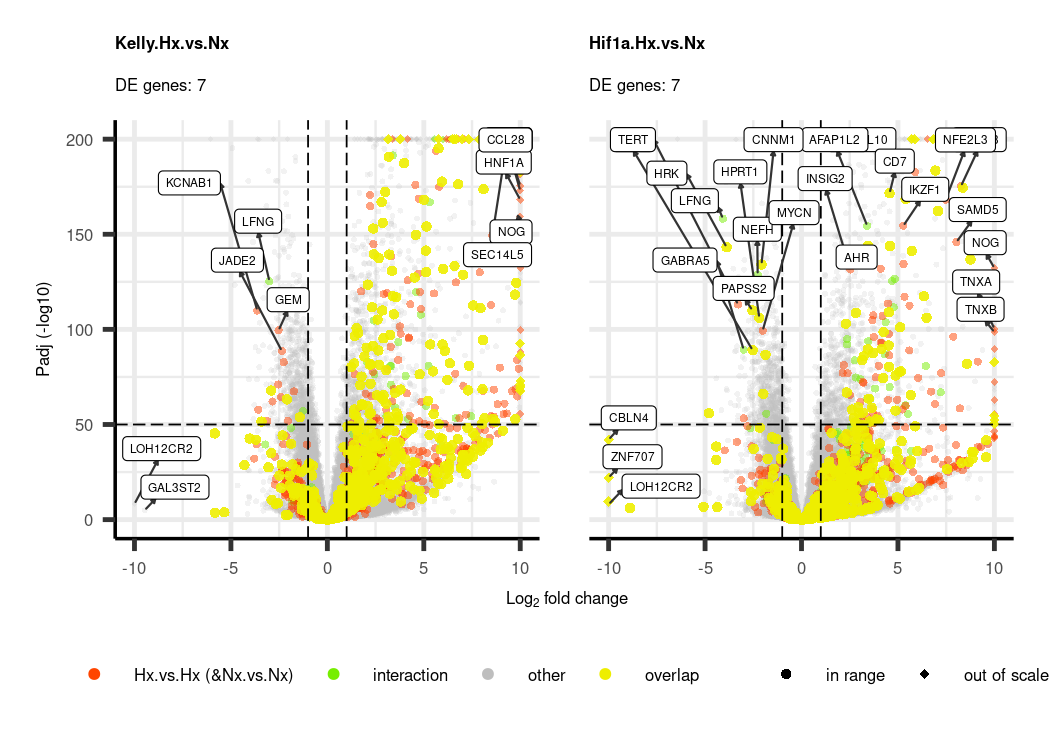 Kelly.Hx.vs.Nx
DE genes: 7
Hif1a.Hx.vs.Nx
DE genes: 7
Padj (-log10)
200
150
100
50
0
CCL28
HNF1A
KCNAB1
LFNG
NOG
JADE2
SEC14L5
GEM
LOH12CR2
GAL3ST2
-10
-5
0
5
10
TERT
CNNM1
AFAP1L2
L10
NFE2L3
HRK
HPRT1
CD7
INSIG2
IKZF1
LFNG
MYCN
SAMD5
NEFH
NOG
GABRA5
AHR
TNXA
PAPSS2
TNXB
CBLN4
ZNF707
LOH12CR2
-10
-5
0
5
10
Log2 fold change
Hx.vs.Hx (&Nx.vs.Nx)
interaction
other
overlap
in range
out of scale